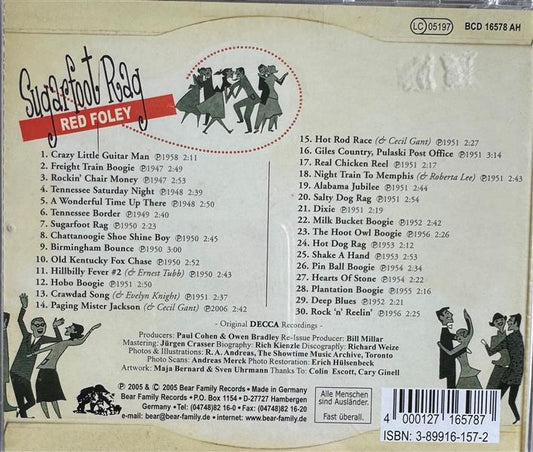 LC 05197 BCD 16578 AH
Sugarfoot Rag
RED FOLEY
1. Crazy Little Guitar Man ℗1958 2:11
2. Freight Train Boogie ℗1947 2:49
3. Rockin' Chair Money ℗1947 2:53
4. Tennessee Saturday Night ℗1948 2:39
5. A Wonderful Time Up There ℗1948 2:50
6. Tennessee Border ℗1949 2:40
7. Sugarfoot Rag ℗1950 2:23
8. Chattanoogie Shoe Shine Boy ℗1950 2:45
9. Birmingham Bounce ℗1950 3:00
10. Old Kentucky Fox Chase ℗1950 2:52
11. Hillbilly Fever #2 (& Ernest Tubb) ℗1950 2:43
12. Hobo Boogie ℗1951 2:50
13. Crawdad Song (& Evelyn Knight) ℗1951 2:37
14. Paging Mister Jackson (& Cecil Gant) ℗2006 2:42
15. Hot Rod Race (& Cecil Gant) ℗1951 2:27
16. Giles Country, Pulaski Post Office ℗1951 3:14
17. Real Chicken Reel ℗1951 2:17
18. Night Train To Memphis (& Roberta Lee) ℗1951 2:43
19. Alabama Jubilee ℗1951 2:44
20. Salty Dog Rag ℗1951 2:54
21. Dixie ℗1951 2:19
22. Milk Bucket Boogie ℗1952 2:42
23. The Hoot Owl Boogie ℗1956 2:26
24. Hot Dog Rag ℗1953 2:12
25. Shake A Hand ℗1953 2:53
26. Pin Ball Boogie ℗1954 2:34
27. Hearts Of Stone ℗1954 2:22
28. Plantation Boogie ℗1955 2:16
29. Deep Blues ℗1952 2:21
30. Rock 'n' Reelin' ℗1956 2:25
- Original DECCA Recordings -
Producers: Paul Cohen & Owen Bradley Re-Issue Producer: Bill Millar
Mastering: Jürgen Crasser Biography: Rich Kienzle Discography: Richard Weize
Photos & Illustrations: R. A. Andreas, The Showtime Music Archive, Toronto
Photo Scans: Andreas Merck Photo Restoration: Erich Hülsenbeck
Artwork: Maja Bernard & Sven Uhrmann Thanks To: Colin Escott, Cary Ginell
℗ 2005 & © 2005 Bear Family Records • Made in Germany
Bear Family Records • P.O. Box 1154 • D-27727 Hambergen
Germany • Tel: (04748)82 16-0 • Fax:(04748)82 16-20
e-mail: bear@bear-family.de • www.bear-family.de
Alle Menschen
sind Ausländer.
Fast überall.
4 000127 165787
ISBN: 3-89916-157-2